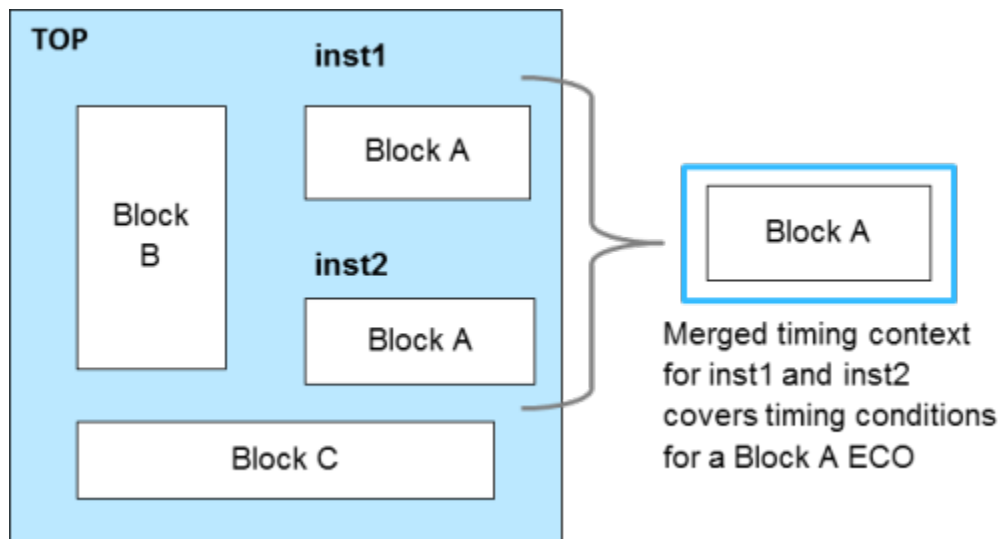 TOP
inst1
Block A
Block
B
inst2
Block A
Block C
Block A
Merged timing context
for inst1 and inst2
covers timing conditions
for a Block A ECO